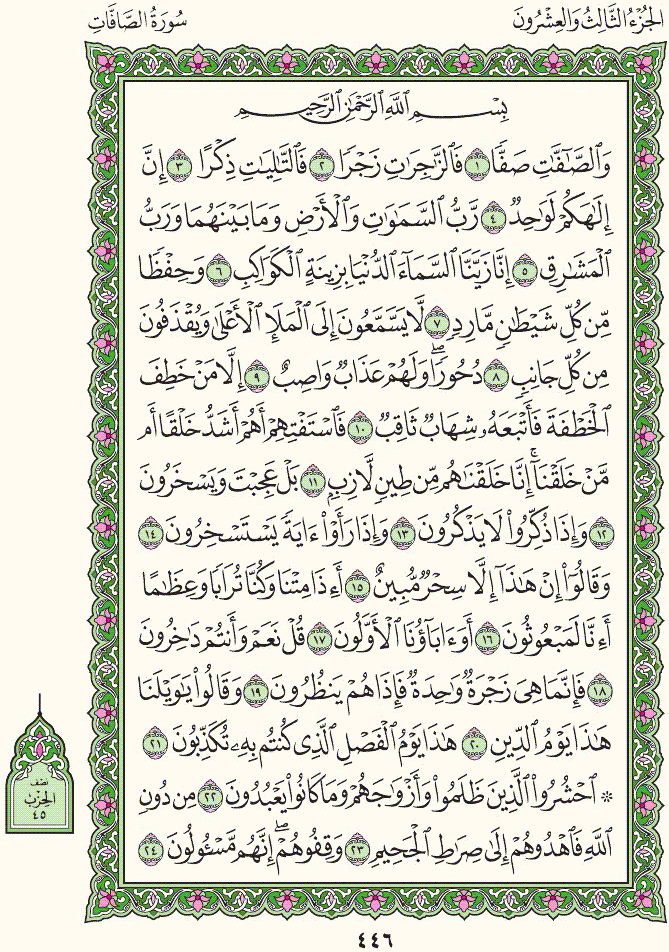 الجُزْءُ الثَّالِثُ وَالعِشْرُونَ
سُورَةُ الصَّافَّاتِ
بِسْمِ ٱللَّهِ ٱلرَّحْمَٰنِ ٱلرَّحِيمِ
وَٱلصَّٰٓفَّٰتِ صَفّٗا ١ فَٱلزَّٰجِرَٰتِ زَجۡرٗا ٢ فَٱلتَّٰلِيَٰتِ ذِكۡرًا ٣ إِنَّ
إِلَٰهَكُمۡ لَوَٰحِدٞ ٤ رَّبُّ ٱلسَّمَٰوَٰتِ وَٱلۡأَرۡضِ وَمَا بَيۡنَهُمَا وَرَبُّ
ٱلۡمَشَٰرِقِ ٥ إِنَّا زَيَّنَّا ٱلسَّمَآءَ ٱلدُّنۡيَا بِزِينَةٍ ٱلۡكَوَاكِبِ ٦ وَحِفۡظٗا
مِّن كُلِّ شَيۡطَٰنٖ مَّارِدٖ ٧ لَّا يَسَّمَّعُونَ إِلَى ٱلۡمَلَإِ ٱلۡأَعۡلَىٰ وَيُقۡذَفُونَ
مِن كُلِّ جَانِبٖ ٨ دُحُورٗاۖ وَلَهُمۡ عَذَابٞ وَاصِبٌ ٩ إِلَّا مَنۡ خَطِفَ
ٱلۡخَطۡفَةَ فَأَتۡبَعَهُۥ شِهَابٞ ثَاقِبٞ ١٠ فَٱسۡتَفۡتِهِمۡ أَهُمۡ أَشَدُّ خَلۡقًا أَم
مَّنۡ خَلَقۡنَآۚ إِنَّا خَلَقۡنَٰهُم مِّن طِينٖ لَّازِبِۭ ١١ بَلۡ عَجِبۡتَ وَيَسۡخَرُونَ
١٢ وَإِذَا ذُكِّرُواْ لَا يَذۡكُرُونَ ١٣ وَإِذَا رَأَوۡاْ ءَايَةٗ يَسۡتَسۡخِرُونَ ١٤
وَقَالُوٓاْ إِنۡ هَٰذَآ إِلَّا سِحۡرٞ مُّبِينٌ ١٥ أَءِذَا مِتۡنَا وَكُنَّا تُرَابٗا وَعِظَٰمًا
أَءِنَّا لَمَبۡعُوثُونَ ١٦ أَوَءَابَآؤُنَا ٱلۡأَوَّلُونَ ١٧ قُلۡ نَعَمۡ وَأَنتُمۡ دَٰخِرُونَ
١٨ فَإِنَّمَا هِيَ زَجۡرَةٞ وَٰحِدَةٞ فَإِذَا هُمۡ يَنظُرُونَ ١٩ وَقَالُواْ يَٰوَيۡلَنَا
هَٰذَا يَوۡمُ ٱلدِّينِ ٢٠ هَٰذَا يَوۡمُ ٱلۡفَصۡلِ ٱلَّذِي كُنتُم بِهِۦ تُكَذِّبُونَ ٢١
۞ ٱحۡشُرُواْ ٱلَّذِينَ ظَلَمُواْ وَأَزۡوَٰجَهُمۡ وَمَا كَانُواْ يَعۡبُدُونَ ٢٢ مِن دُونِ
ٱللَّهِ فَٱهۡدُوهُمۡ إِلَىٰ صِرَٰطِ ٱلۡجَحِيمِ ٢٣ وَقِفُوهُمۡۖ إِنَّهُم مَّسۡـُٔولُونَ ٢٤
نصف
الحزب
٤٥
٤٤٦